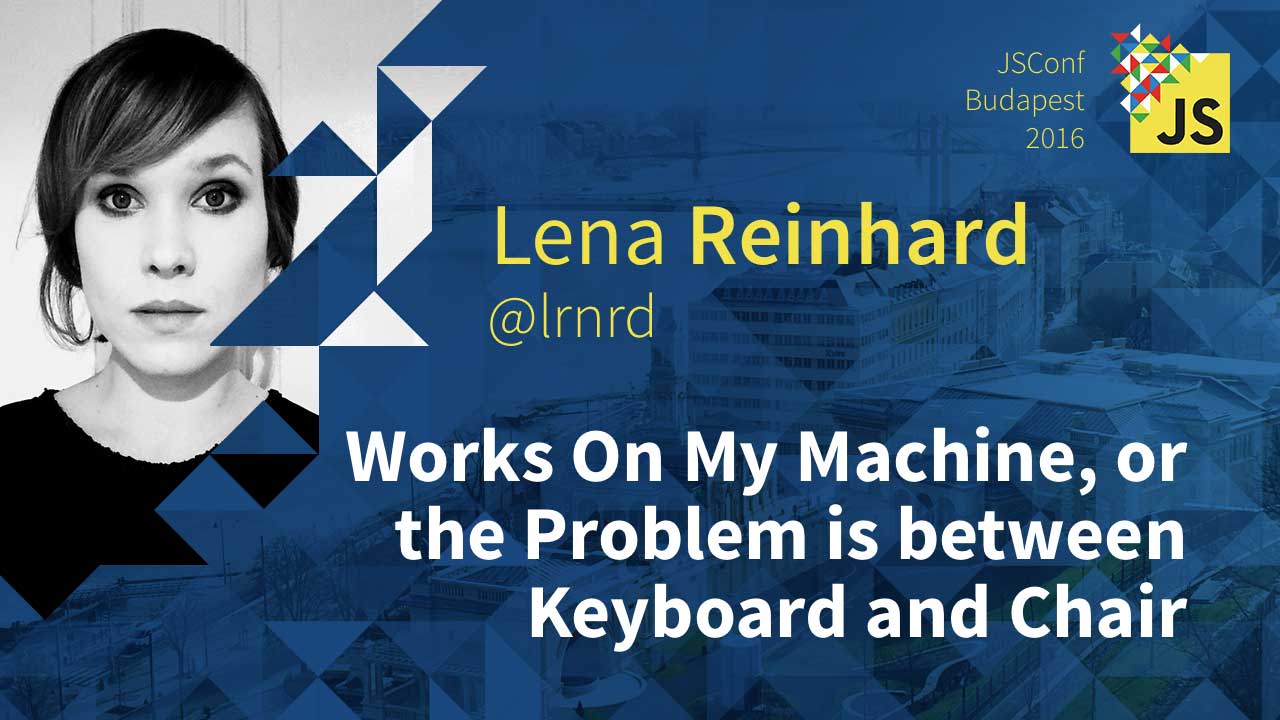 JSConf
Budapest
2016
JS
Lena Reinhard
@lrnrd
Works On My Machine, or
the Problem is between
Keyboard and Chair